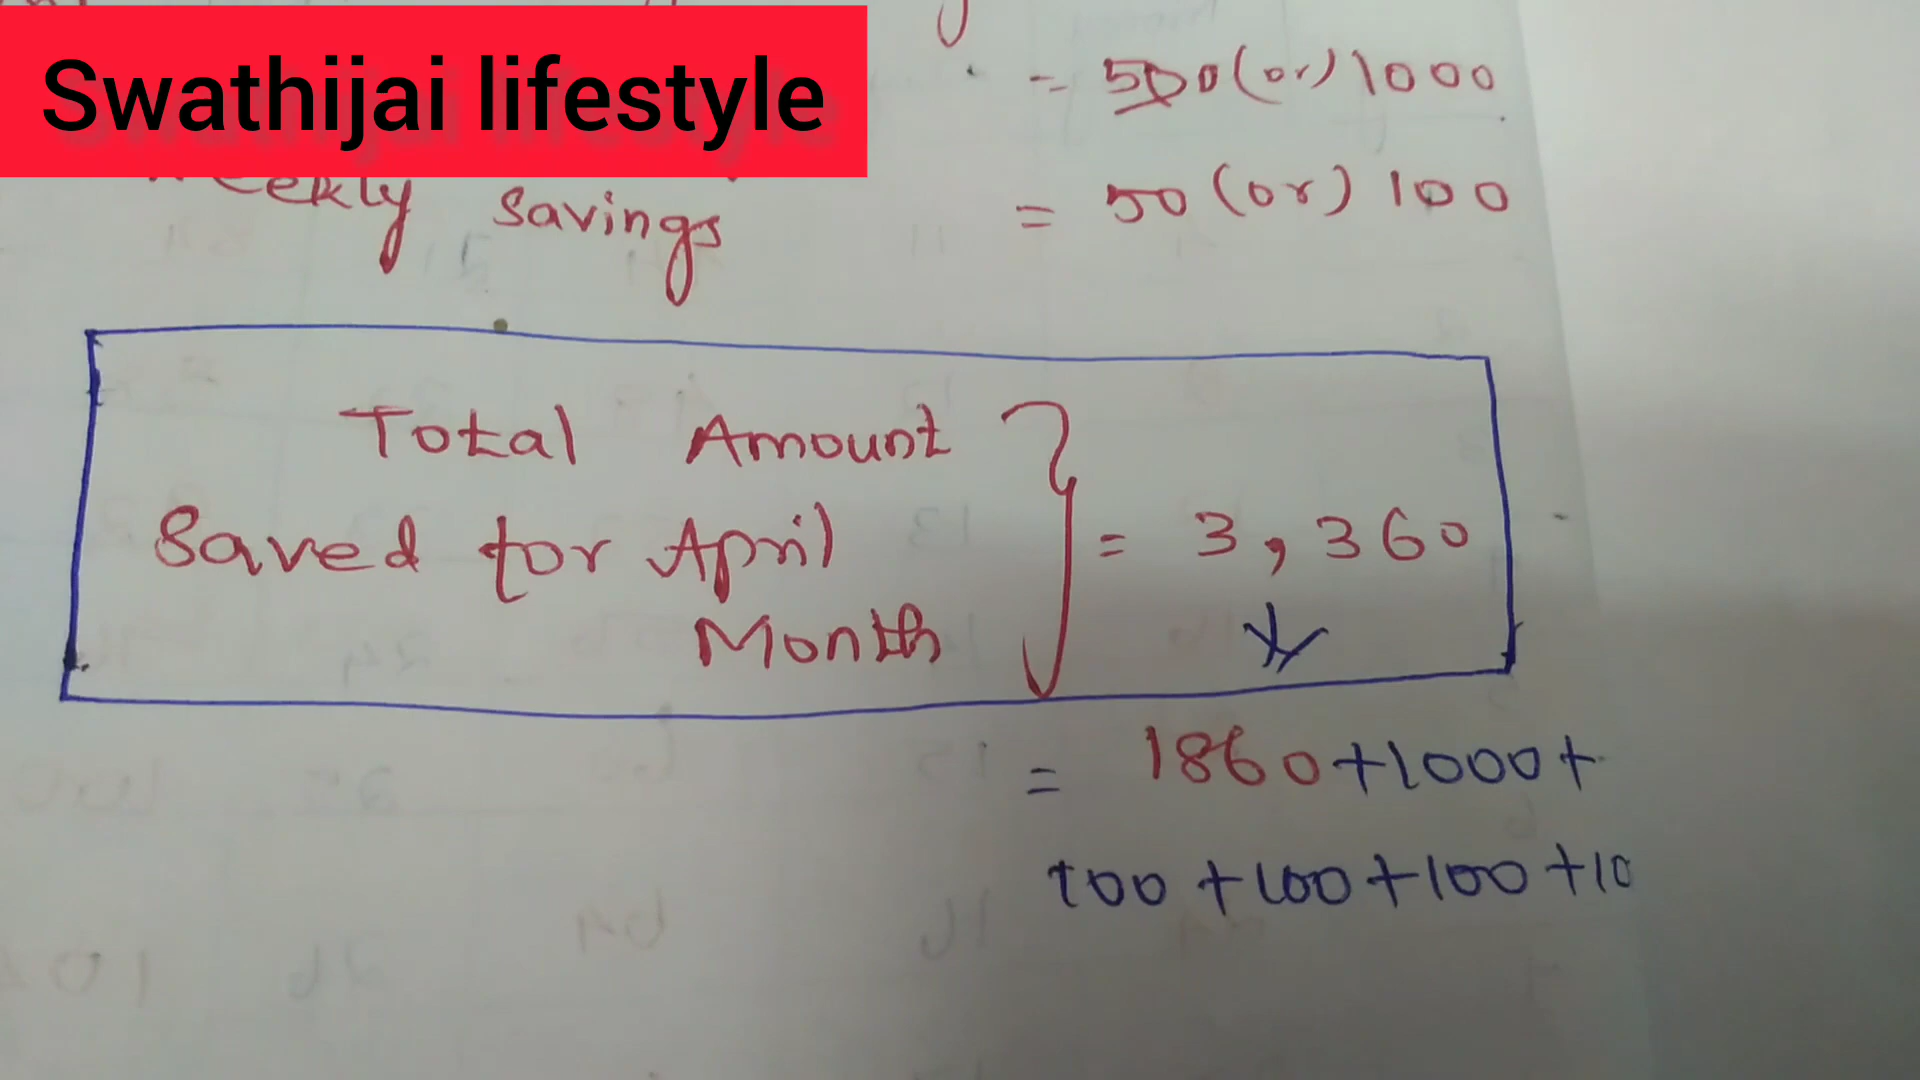 Swathijai lifestyle
= 500 (or) 1000
Weekly savings = 50 (or) 100
Total Amount
Saved for April
Month
= 3,360
= 1860+1000+
100+100+100+10